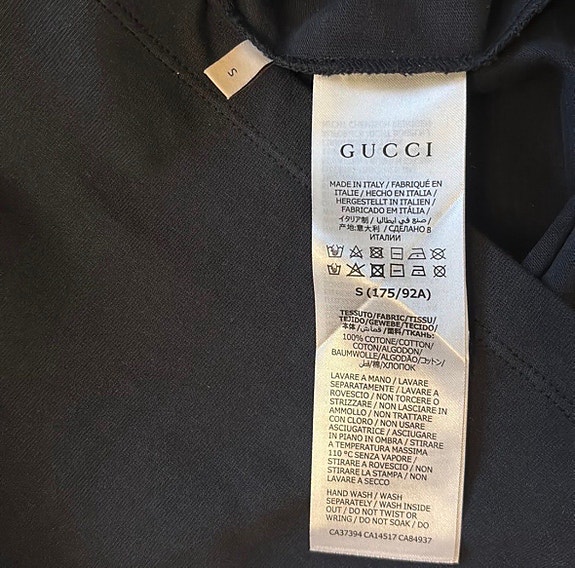 S
GUCCI
MADE IN ITALY / FABRIQUÉ EN
ITALIE / HECHO EN ITALIA /
HERGESTELLT IN ITALIEN /
FABRICADO EM ITÁLIA /
イタリア制 / صنع في ايطاليا /
产地:意大利 / СДЕЛАНО В
ИТАЛИИ
S (175/92A)
TESSUTO/FABRIC/TISSU/
TEJIDO/GEWEBE/TECIDO/
本体/قماش/面料/ТКАНЬ:
100% COTONE/COTTON/
COTON/ALGODON/
BAUMWOLLE/ALGODÃO/コットン/
قطن/棉/ХЛОПОК
LAVARE A MANO / LAVARE
SEPARATAMENTE / LAVARE A
ROVESCIO / NON TORCERE O
STRIZZARE / NON LASCIARE IN
AMMOLLO / NON TRATTARE
CON CLORO / NON USARE
ASCIUGATRICE / ASCIUGARE
IN PIANO IN OMBRA / STIRARE
A TEMPERATURA MASSIMA
110 °C SENZA VAPORE /
STIRARE A ROVESCIO / NON
STIRARE LA STAMPA / NON
LAVARE A SECCO
HAND WASH / WASH
SEPARATELY / WASH INSIDE
OUT / DO NOT TWIST OR
WRING / DO NOT SOAK / DO
CA37394 CA14517 CA84937